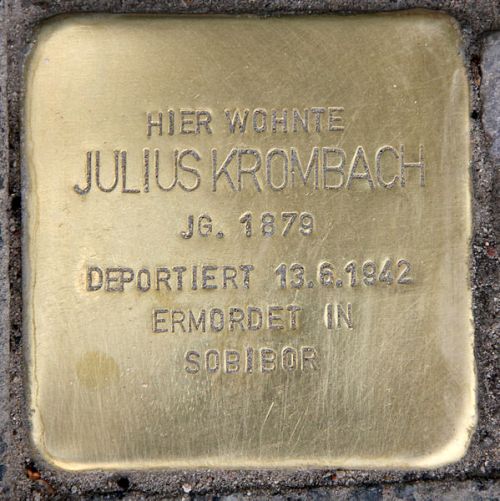 HIER WOHNTE
JULIUS KROMBACH
JG. 1879
DEPORTIERT 13.6.1942
ERMORDET IN
SOBIBOR